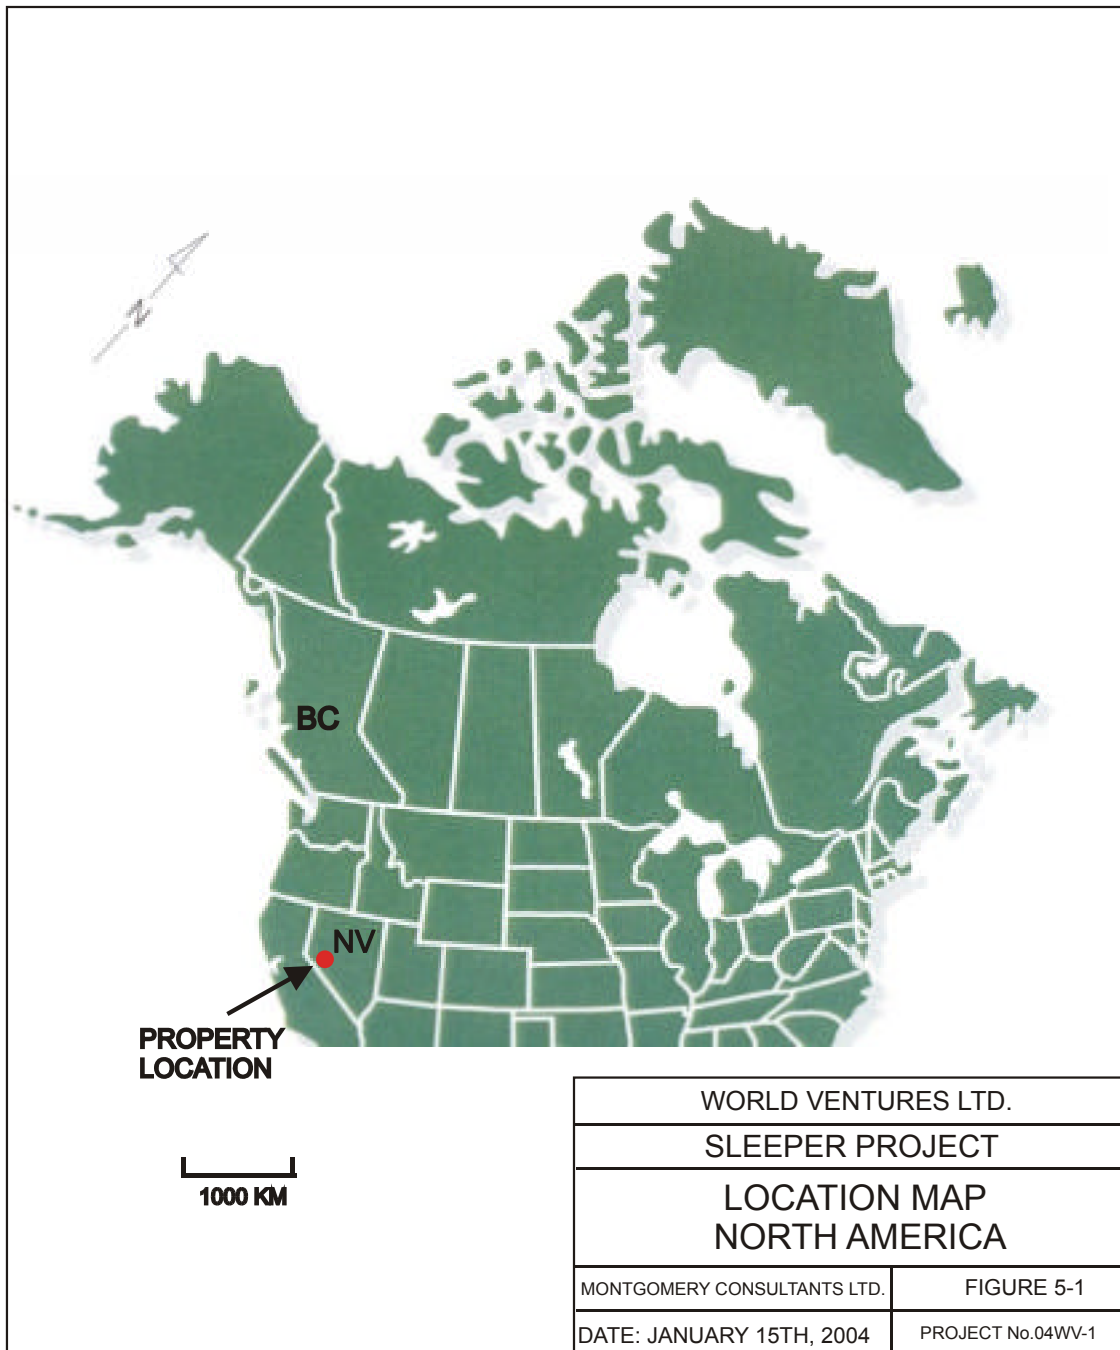 N
BC
NV
PROPERTY
LOCATION
1000 KM
WORLD VENTURES LTD.
SLEEPER PROJECT
LOCATION MAP
NORTH AMERICA
MONTGOMERY CONSULTANTS LTD.
FIGURE 5-1
DATE: JANUARY 15TH, 2004
PROJECT No.04WV-1